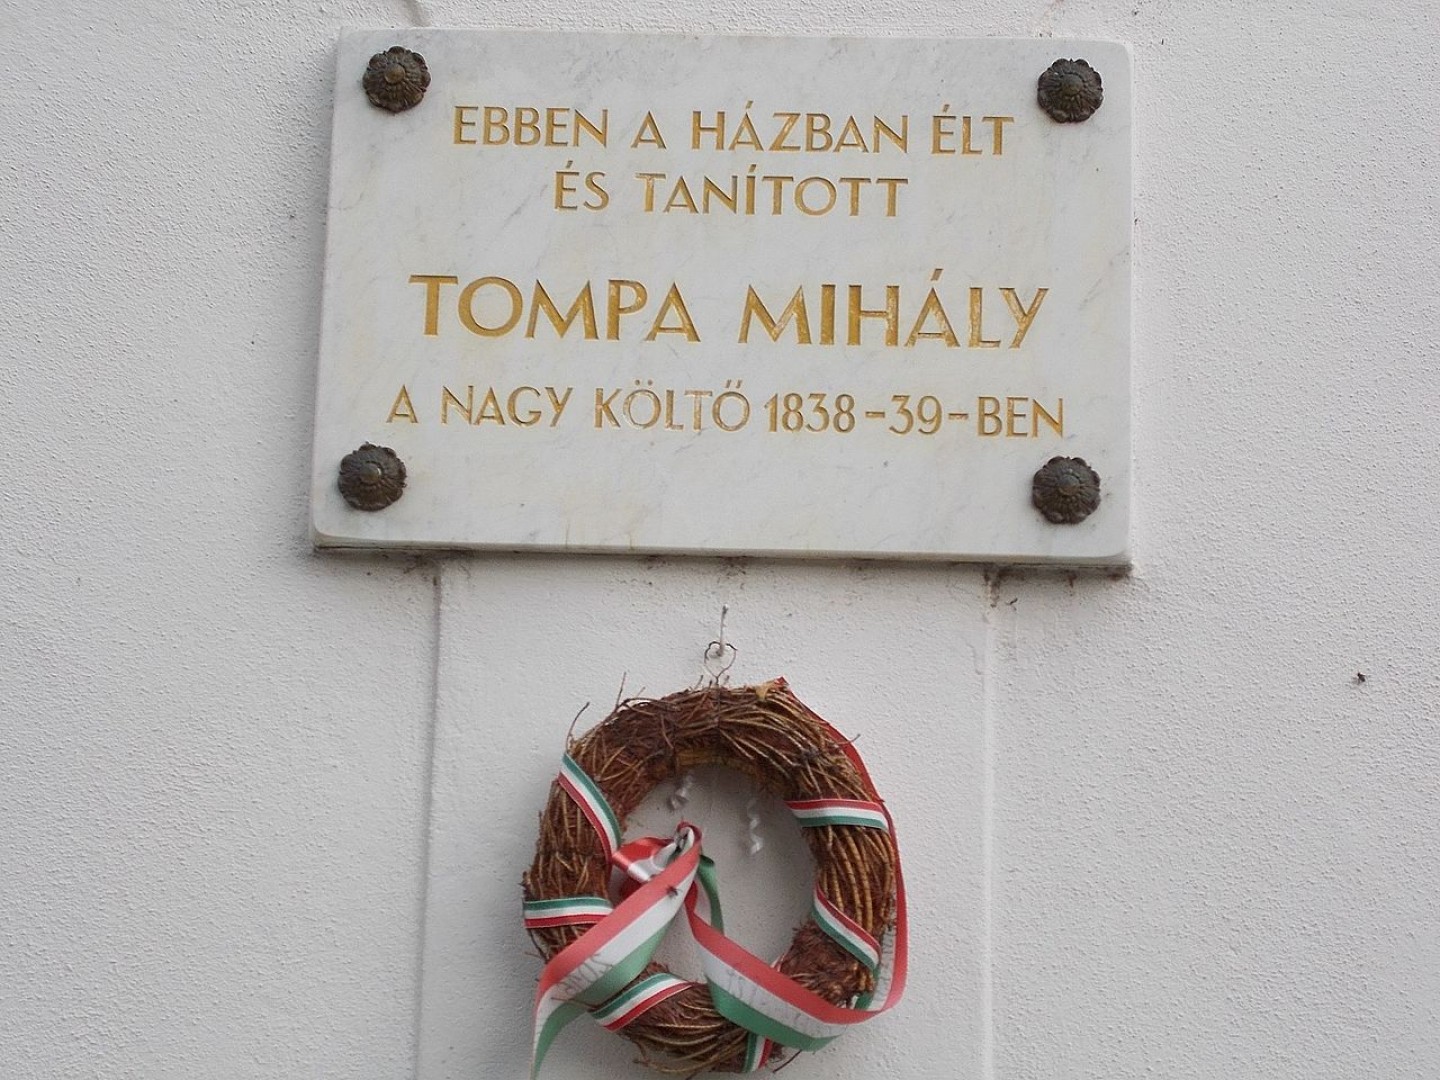 EBBEN A HÁZBAN ÉLT
ÉS TANÍTOTT
TOMPA MIHÁLY
A NAGY KÖLTŐ 1838-39-BEN